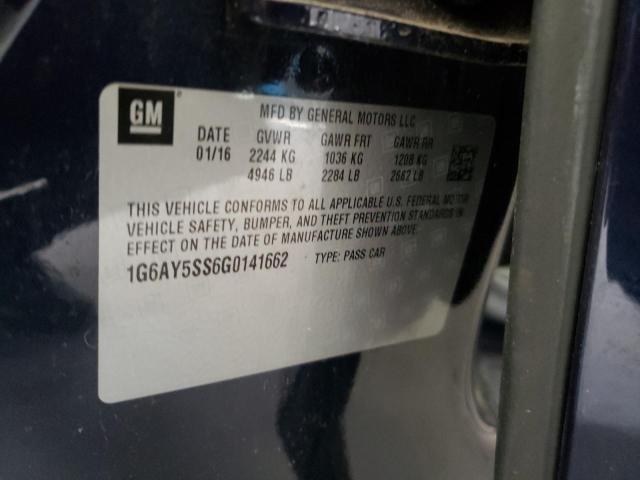 GM
MFD BY GENERAL MOTORS LLC
DATE GVWR GAWR FRT GAWR RR
01/16 2244 KG 1036 KG 1208 KG
4946 LB 2284 LB 2662 LB
THIS VEHICLE CONFORMS TO ALL APPLICABLE U.S. FEDERAL MOTOR
VEHICLE SAFETY, BUMPER, AND THEFT PREVENTION STANDARDS IN
EFFECT ON THE DATE OF MANUFACTURE SHOWN ABOVE.
1G6AY5SS6G0141662 TYPE: PASS CAR